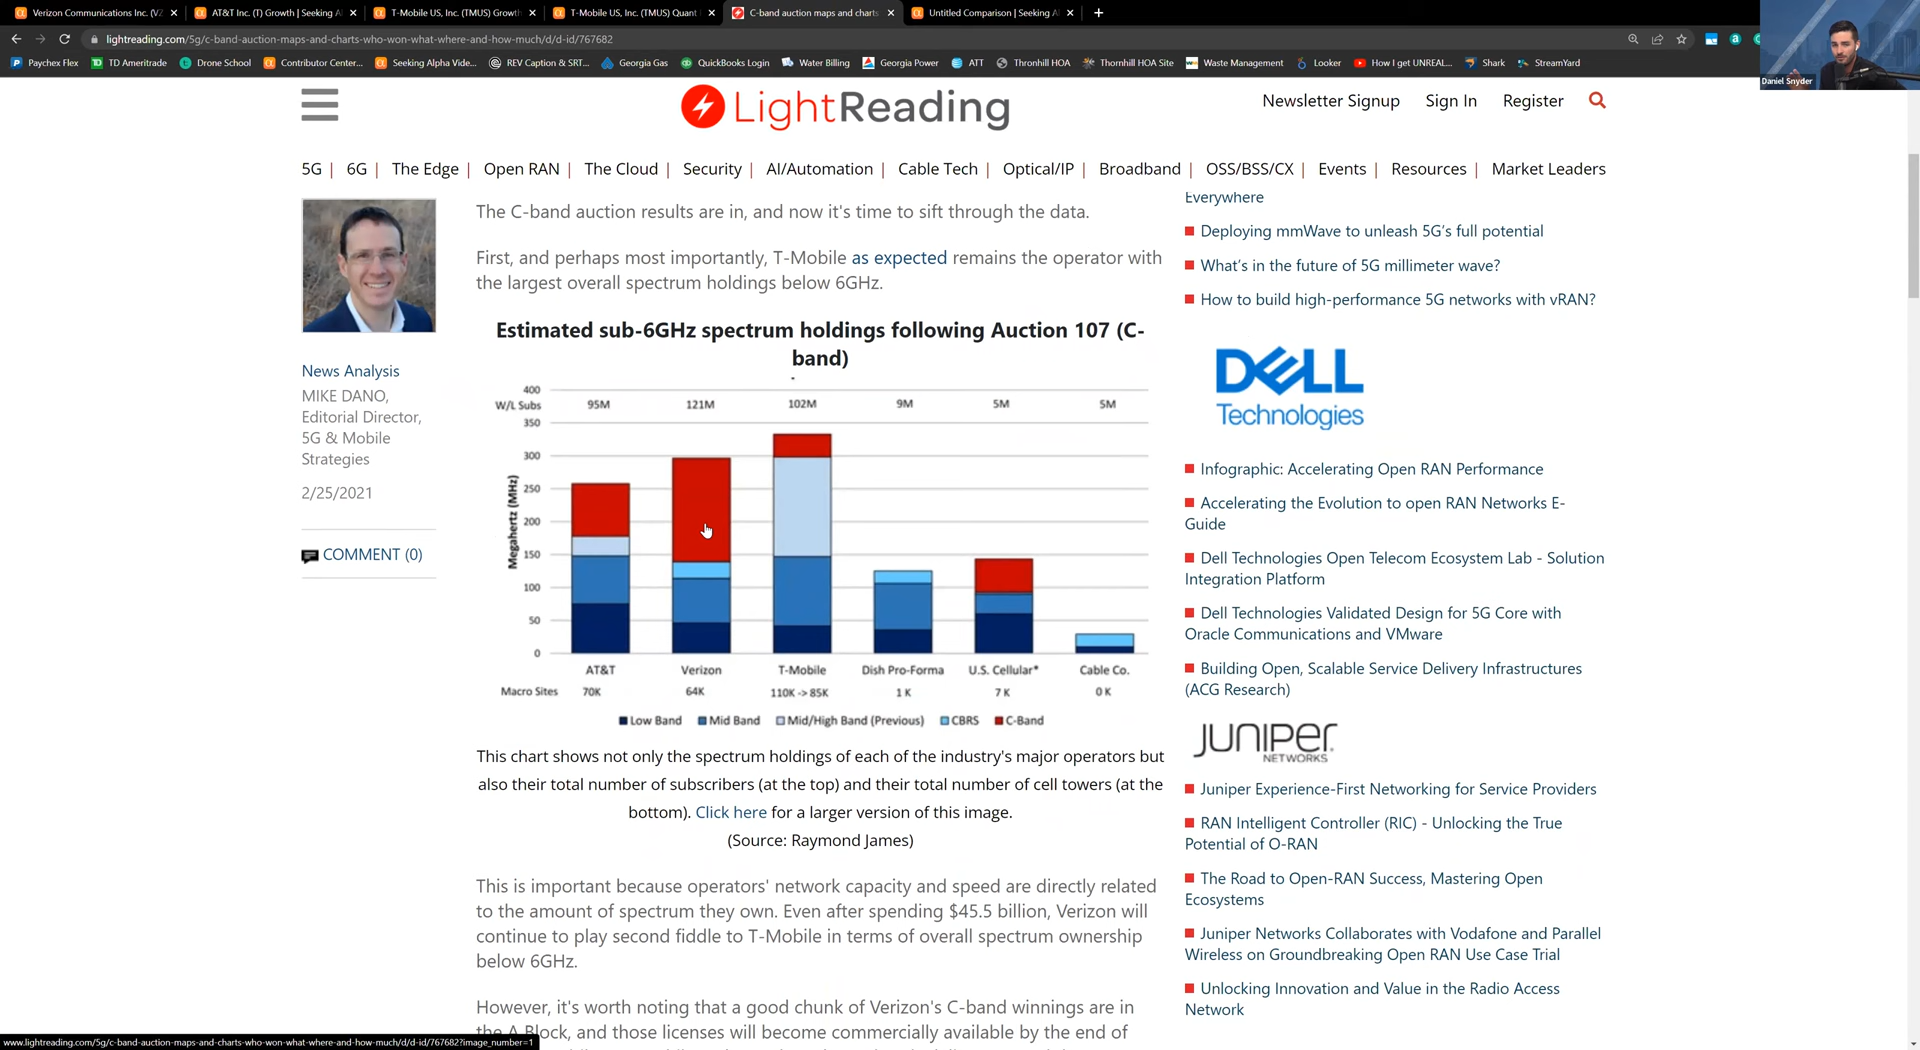 Verizon Communications Inc. (VZ
AT&T Inc. (T) Growth | Seeking Al
T-Mobile US, Inc. (TMUS) Growth
T-Mobile US, Inc. (TMUS) Quant
C-band auction maps and charts
Untitled Comparison | Seeking Al
lightreading.com/5g/c-band-auction-maps-and-charts-who-won-what-where-and-how-much/d/d-id/767682
Paychex Flex
TD Ameritrade
Drone School
Contributor Center...
Seeking Alpha Vide...
REV Caption & SRT...
Georgia Gas
QuickBooks Login
Water Billing
Georgia Power
ATT
Thronhill HOA
Thornhill HOA Site
Waste Management
Looker
How I get UNREAL...
Shark
StreamYard
Daniel Snyder
LightReading
Newsletter Signup
Sign In
Register
5G | 6G | The Edge | Open RAN | The Cloud | Security | AI/Automation | Cable Tech | Optical/IP | Broadband | OSS/BSS/CX | Events | Resources | Market Leaders
News Analysis
MIKE DANO,
Editorial Director,
5G & Mobile
Strategies
2/25/2021
COMMENT (0)
The C-band auction results are in, and now it's time to sift through the data.
First, and perhaps most importantly, T-Mobile as expected remains the operator with
the largest overall spectrum holdings below 6GHz.
Estimated sub-6GHz spectrum holdings following Auction 107 (C-
band)
400
W/L Subs 95M 121M 102M 9M 5M 5M
350
300
250
200
150
100
50
0
Megahertz (MHz)
AT&T Verizon T-Mobile Dish Pro-Forma U.S. Cellular* Cable Co.
Macro Sites 70K 64K 110K -> 85K 1 K 7 K 0 K
Low Band Mid Band Mid/High Band (Previous) CBRS C-Band
This chart shows not only the spectrum holdings of each of the industry's major operators but
also their total number of subscribers (at the top) and their total number of cell towers (at the
bottom). Click here for a larger version of this image.
(Source: Raymond James)
This is important because operators' network capacity and speed are directly related
to the amount of spectrum they own. Even after spending $45.5 billion, Verizon will
continue to play second fiddle to T-Mobile in terms of overall spectrum ownership
below 6GHz.
However, it's worth noting that a good chunk of Verizon's C-band winnings are in
the A Block, and those licenses will become commercially available by the end of
Everywhere
Deploying mmWave to unleash 5G's full potential
What's in the future of 5G millimeter wave?
How to build high-performance 5G networks with vRAN?
DELL
Technologies
Infographic: Accelerating Open RAN Performance
Accelerating the Evolution to open RAN Networks E-
Guide
Dell Technologies Open Telecom Ecosystem Lab - Solution
Integration Platform
Dell Technologies Validated Design for 5G Core with
Oracle Communications and VMware
Building Open, Scalable Service Delivery Infrastructures
(ACG Research)
JUNIPER
NETWORKS
Juniper Experience-First Networking for Service Providers
RAN Intelligent Controller (RIC) - Unlocking the True
Potential of O-RAN
The Road to Open-RAN Success, Mastering Open
Ecosystems
Juniper Networks Collaborates with Vodafone and Parallel
Wireless on Groundbreaking Open RAN Use Case Trial
Unlocking Innovation and Value in the Radio Access
Network
www.lightreading.com/5g/c-band-auction-maps-and-charts-who-won-what-where-and-how-much/d/d-id/767682?image_number=1